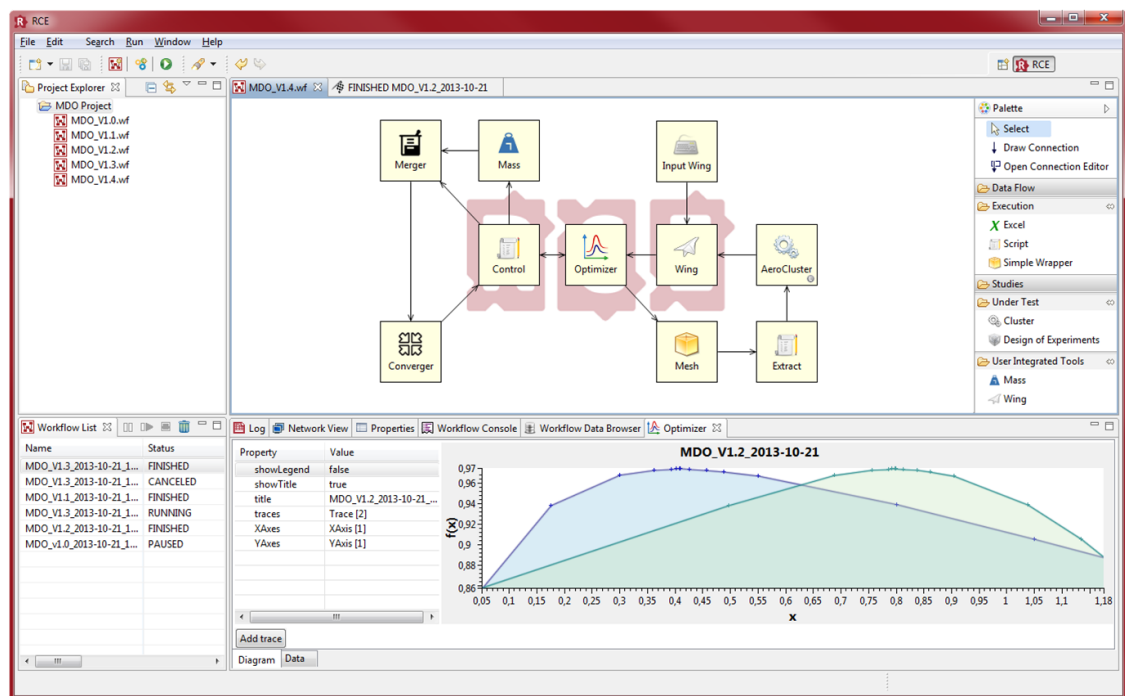 RCE
File Edit Search Run Window Help
RCE
Project Explorer
MDO Project
MDO_V1.0.wf
MDO_V1.1.wf
MDO_V1.2.wf
MDO_V1.3.wf
MDO_V1.4.wf
MDO_V1.4.wf FINISHED MDO_V1.2_2013-10-21
Merger Mass Input Wing
Control Optimizer Wing AeroCluster
Converger Mesh Extract
Palette
Select
Draw Connection
Open Connection Editor
Data Flow
Execution
Excel
Script
Simple Wrapper
Studies
Under Test
Cluster
Design of Experiments
User Integrated Tools
Mass
Wing
Workflow List
Name Status
MDO_V1.3_2013-10-21_1... FINISHED
MDO_V1.3_2013-10-21_1... CANCELED
MDO_V1.1_2013-10-21_1... FINISHED
MDO_V1.3_2013-10-21_1... RUNNING
MDO_V1.2_2013-10-21_1... FINISHED
MDO_v1.0_2013-10-21_1... PAUSED
Log Network View Properties Workflow Console Workflow Data Browser Optimizer
Property Value
showLegend false
showTitle true
title MDO_V1.2_2013-10-21_...
traces Trace [2]
XAxes XAxis [1]
YAxes YAxis [1]
Add trace
Diagram Data
MDO_V1.2_2013-10-21
f(x)
0,97
0,96
0,94
0,92
0,9
0,88
0,86
0,05 0,1 0,15 0,2 0,25 0,3 0,35 0,4 0,45 0,5 0,55 0,6 0,65 0,7 0,75 0,8 0,85 0,9 0,95 1 1,05 1,1 1,18
x